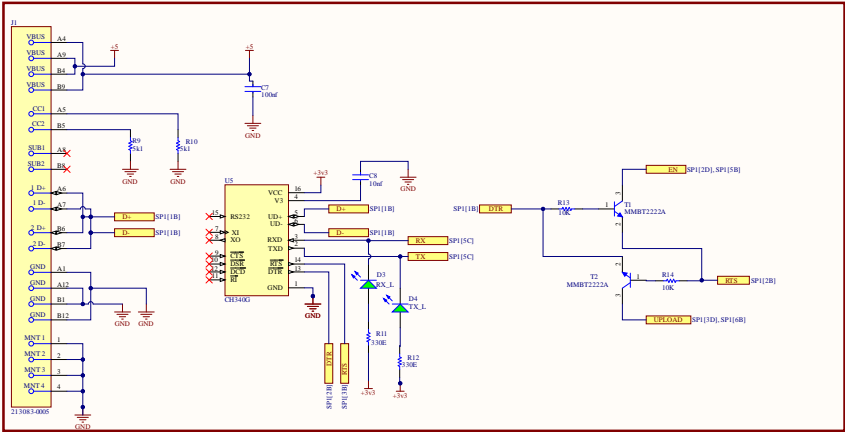 J1
VBUS A4
VBUS A9
VBUS B4
VBUS B9
CC1 A5
CC2 B5
SUB1 A8
SUB2 B8
1 D+ A6
1 D- A7
2 D+ B6
2 D- B7
GND A1
GND A12
GND B1
GND B12
MNT 1 1
MNT 2 2
MNT 3 3
MNT 4 4
213083-0005
GND
+5
+5
C7
100nf
GND
R9
5k1
GND
R10
5k1
GND
D+ SP1[1B]
D- SP1[1B]
GND
GND
U5
VCC 16
V3 4
15 RS232
UD+ 5
UD- 6
7 XI
8 XO
RXD 3
TXD 2
9 CTS
10 DSR
12 DCD
11 RI
RTS 14
DTR 13
GND 1
CH340G
+3v3
C8
10nf
GND
D+ SP1[1B]
D- SP1[1B]
RX SP1[5C]
TX SP1[5C]
GND
D3
RX_L
D4
TX_L
R11
330E
R12
330E
+3v3
+3v3
DTR SP1[2B]
RTS SP1[3B]
SP1[1B] DTR
R13
10K
1
2
3
T1
MMBT2222A
EN SP1[2D], SP1[5B]
T2
MMBT2222A
1
2
3
R14
10K
RTS SP1[2B]
UPLOAD SP1[3D], SP1[6B]